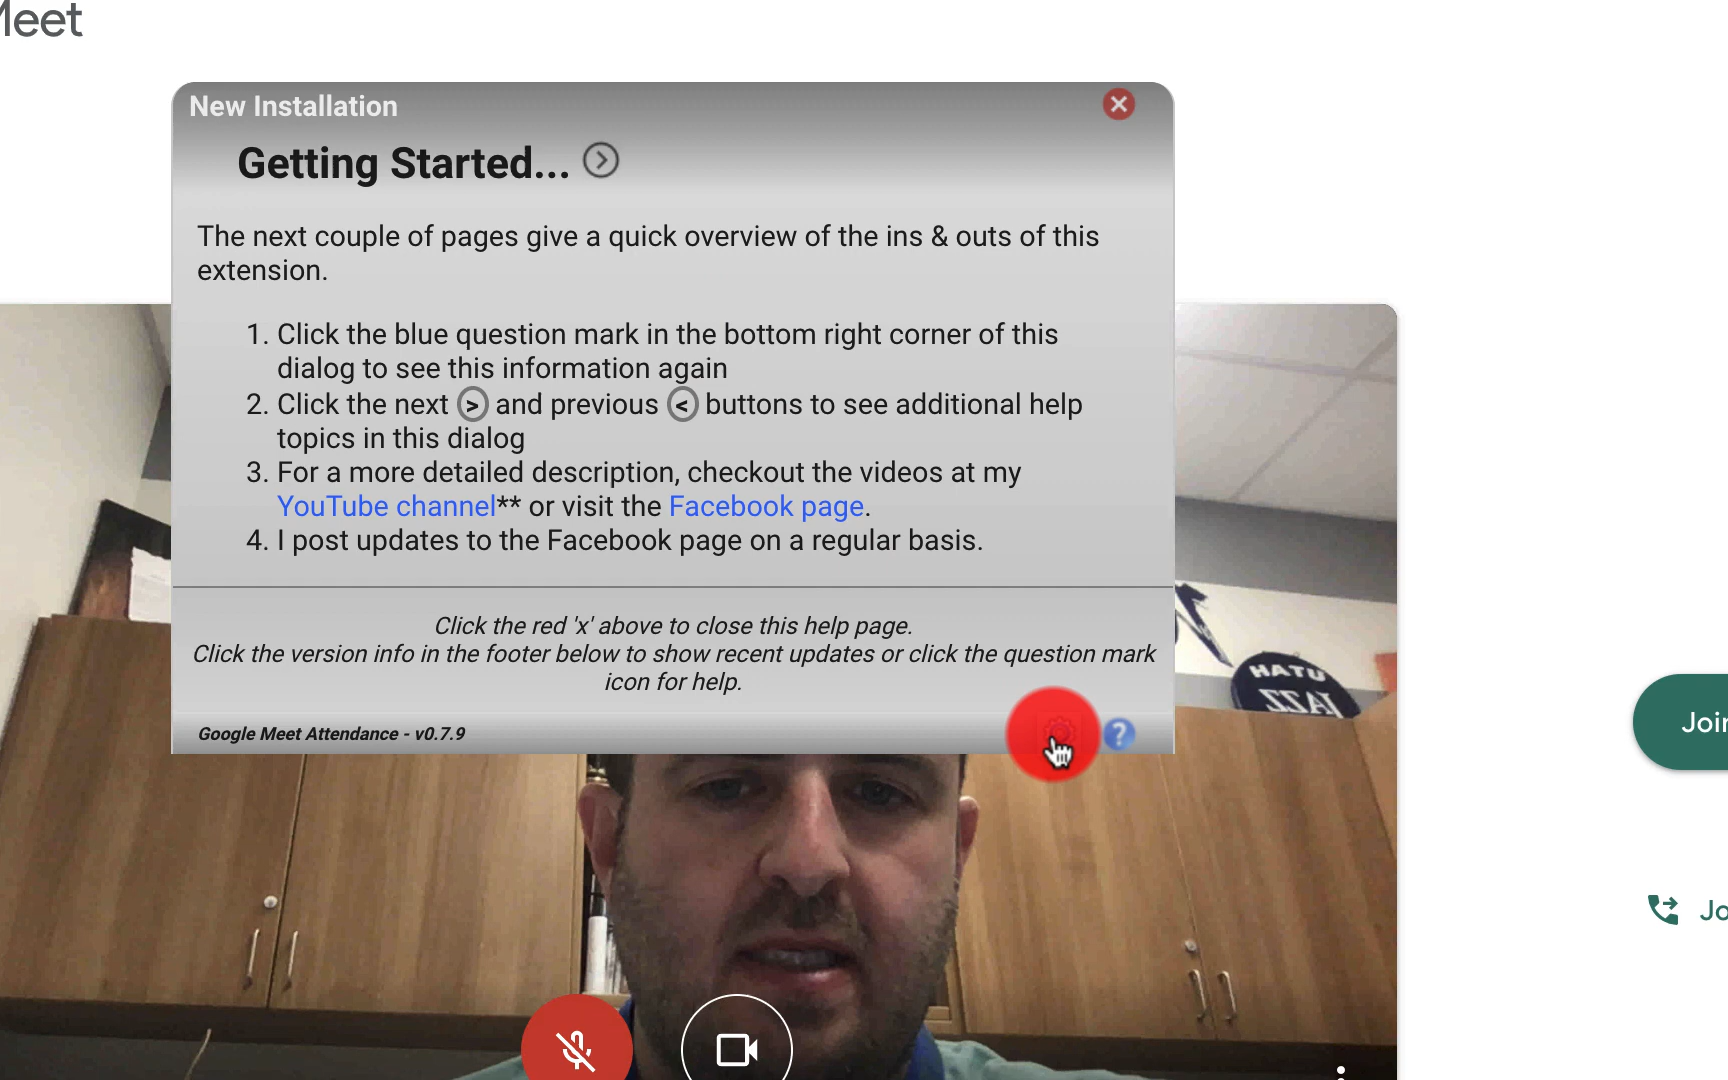 Meet
New Installation
Getting Started...
The next couple of pages give a quick overview of the ins & outs of this
extension.
1. Click the blue question mark in the bottom right corner of this
dialog to see this information again
2. Click the next > and previous < buttons to see additional help
topics in this dialog
3. For a more detailed description, checkout the videos at my
YouTube channel** or visit the Facebook page.
4. I post updates to the Facebook page on a regular basis.
Click the red 'x' above to close this help page.
Click the version info in the footer below to show recent updates or click the question mark
icon for help.
Google Meet Attendance - v0.7.9
?
UTAH
JAZZ
Join
Jo